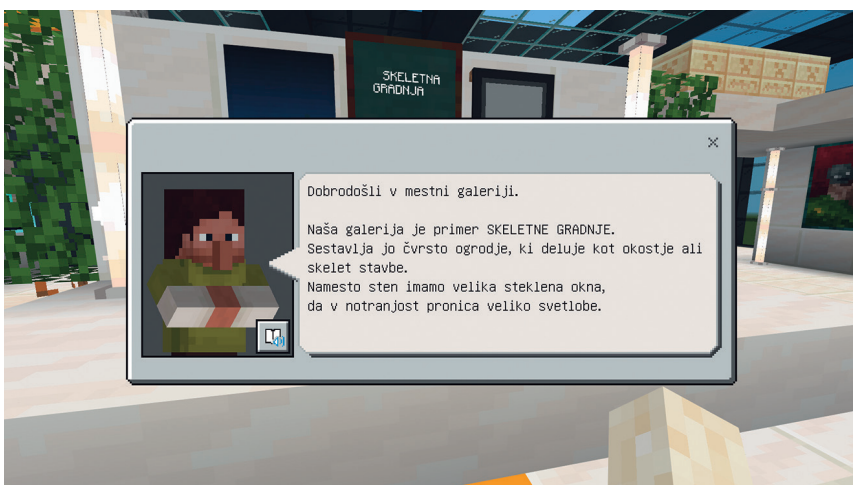 SKELETNA
GRADNJA
Dobrodošli v mestni galeriji.
Naša galerija je primer SKELETNE GRADNJE.
Sestavlja jo čvrsto ogrodje, ki deluje kot okostje ali
skelet stavbe.
Namesto sten imamo velika steklena okna,
da v notranjost pronica veliko svetlobe.